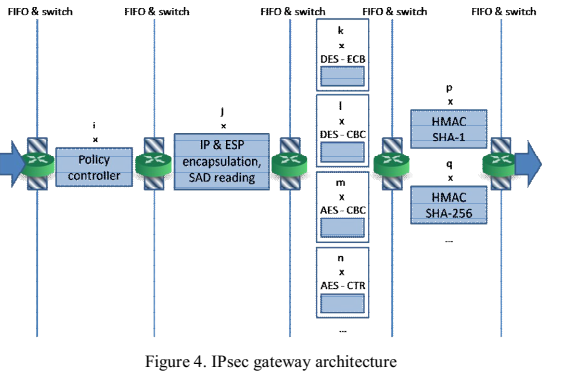 FIFO & switch
FIFO & switch
FIFO & switch
FIFO & switch
FIFO & switch
i
x
Policy
controller
j
x
IP & ESP
encapsulation,
SAD reading
k
x
DES - ECB
l
x
DES - CBC
m
x
AES - CBC
n
x
AES - CTR
...
p
x
HMAC
SHA-1
q
x
HMAC
SHA-256
...
Figure 4. IPsec gateway architecture